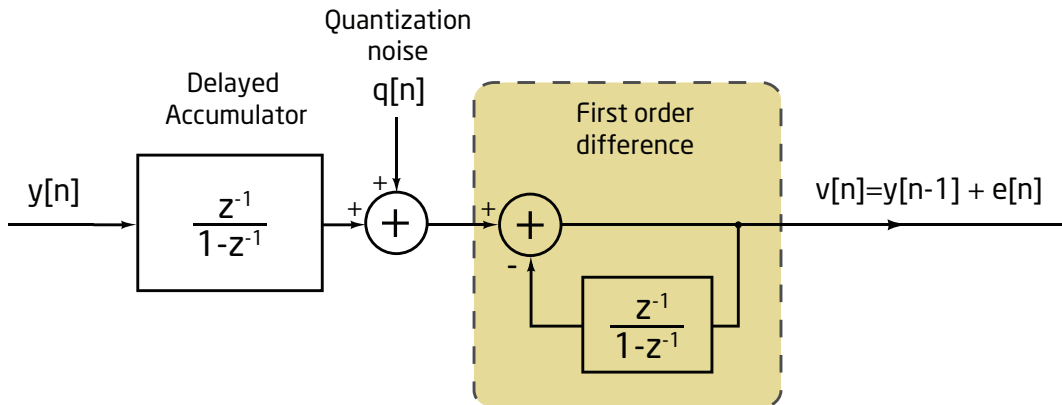 Quantization
noise
q[n]
Delayed
Accumulator
First order
difference
y[n]
z-1
1-z-1
+
+
+
+
+
-
v[n]=y[n-1] + e[n]
z-1
1-z-1